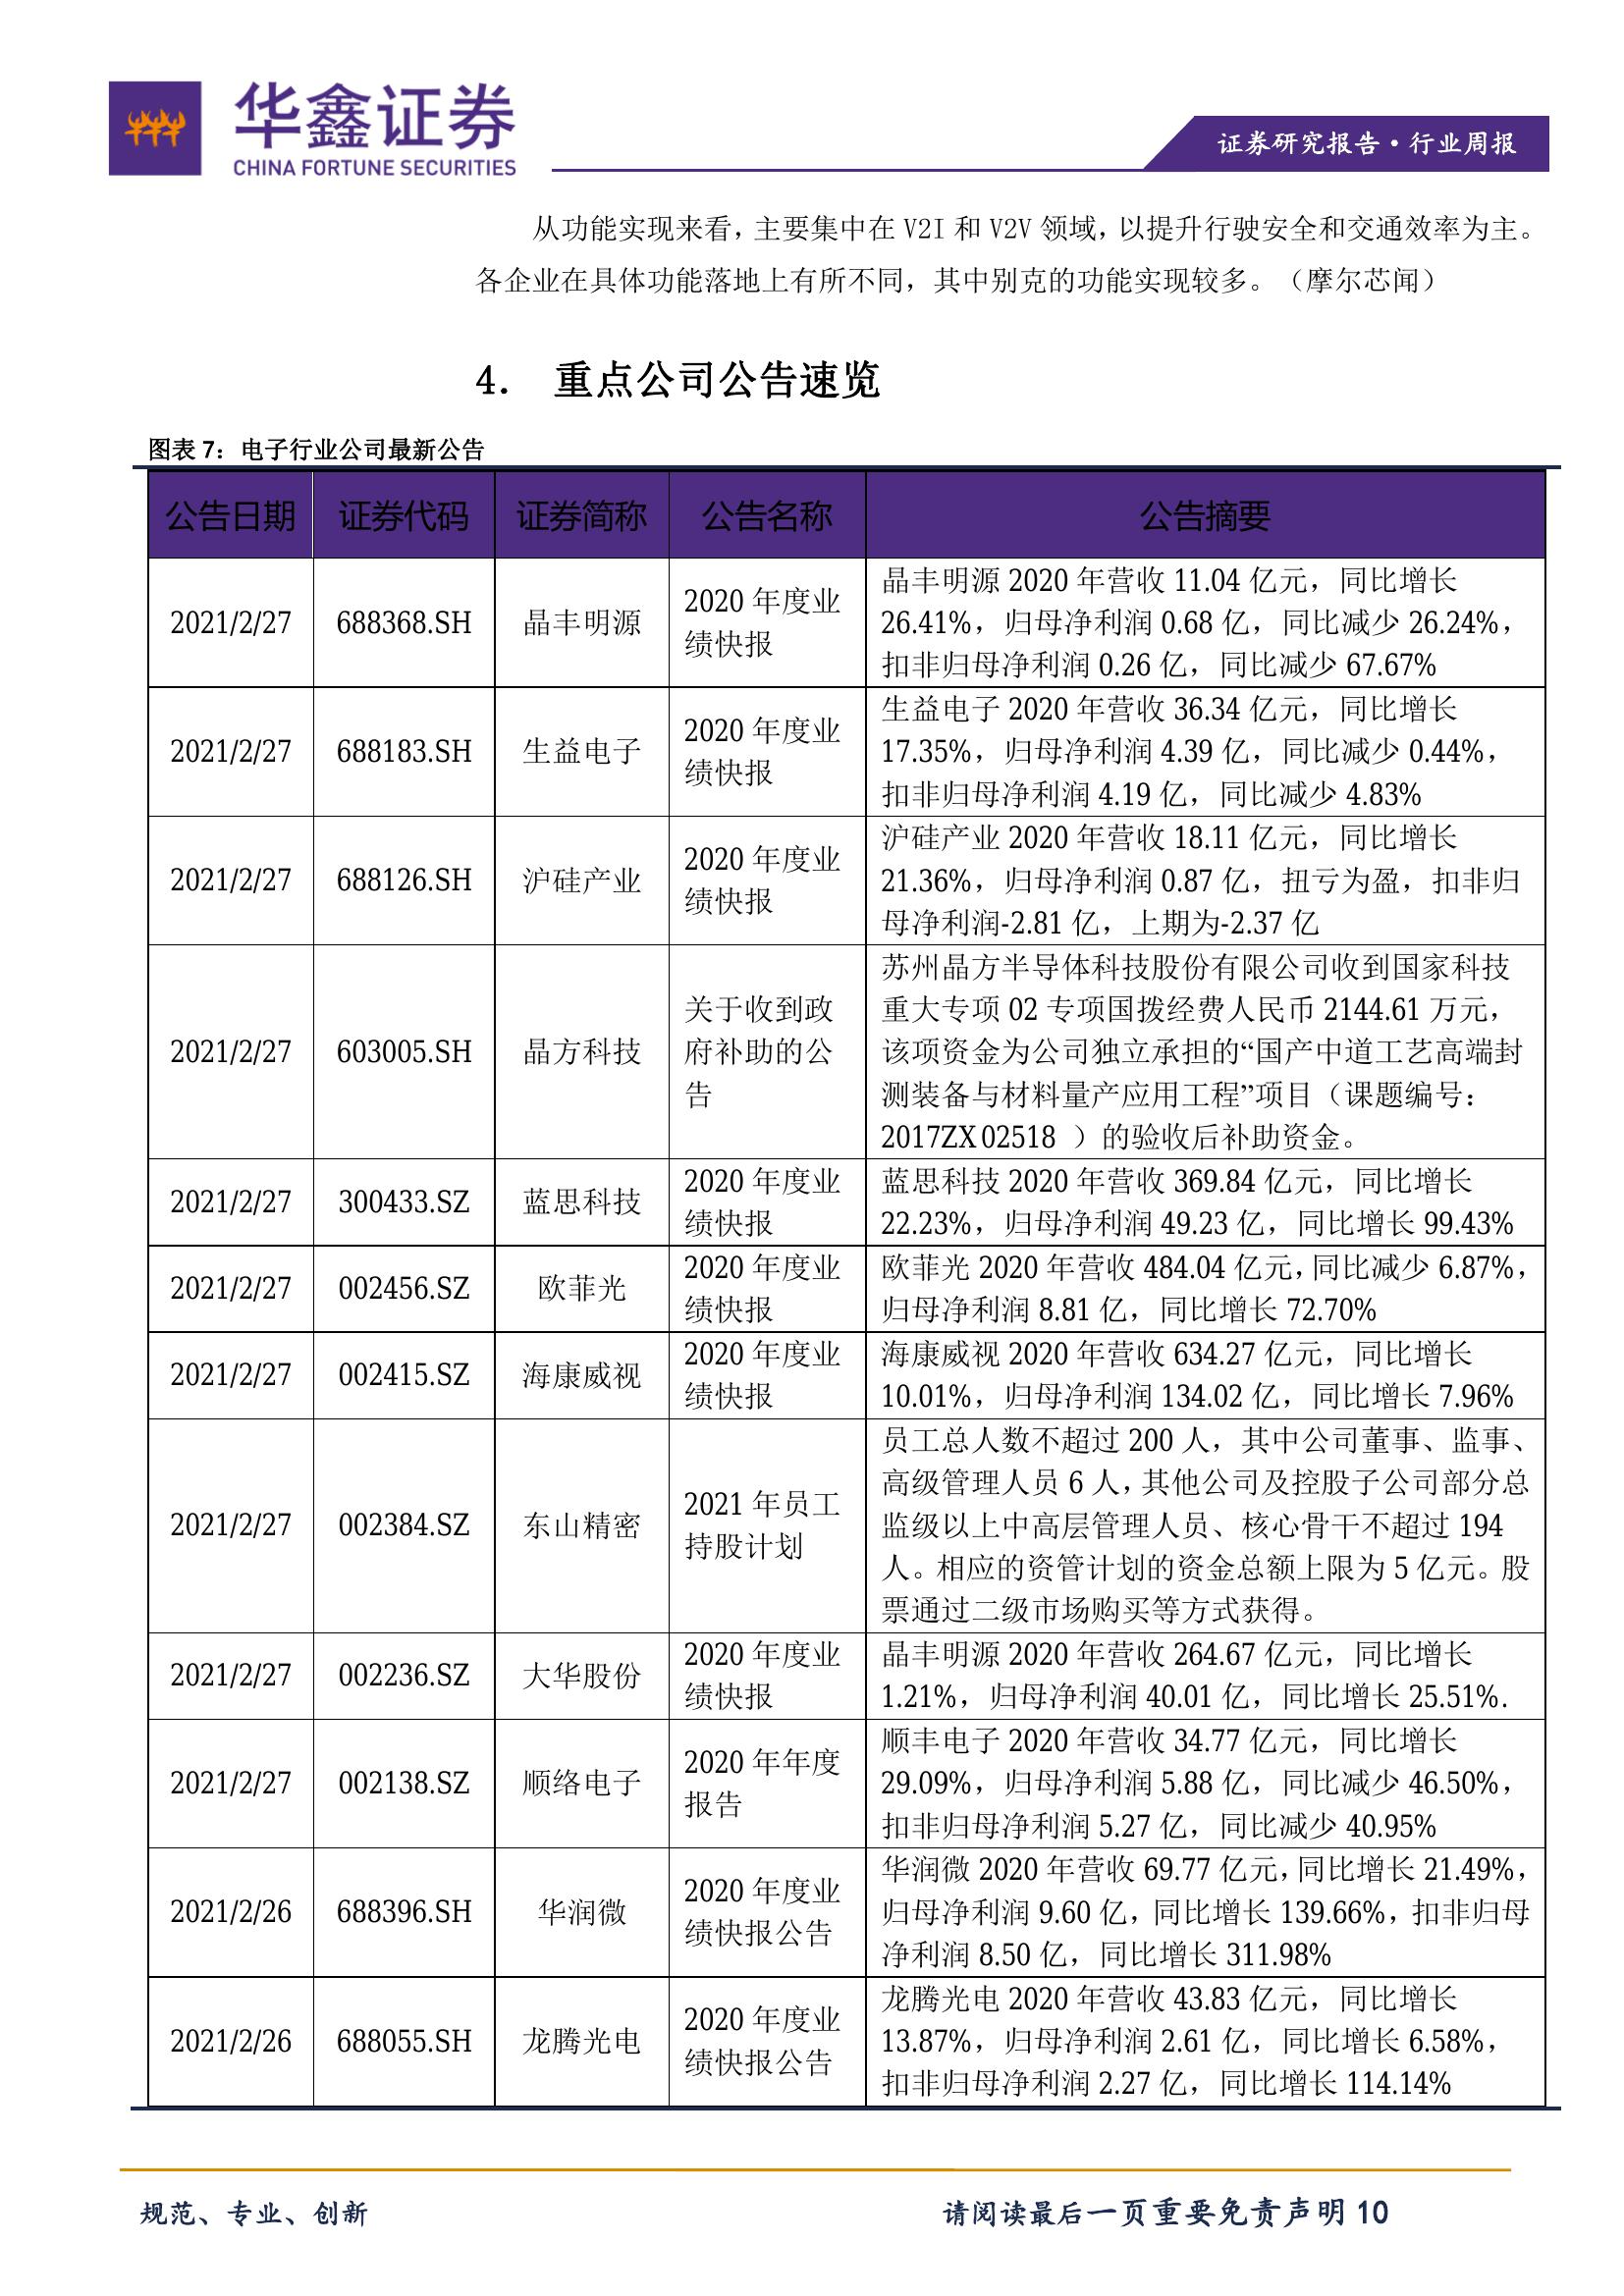 华鑫证券
CHINA FORTUNE SECURITIES
证券研究报告·行业周报
从功能实现来看，主要集中在 V2I 和 V2V 领域，以提升行驶安全和交通效率为主。
各企业在具体功能落地上有所不同，其中别克的功能实现较多。（摩尔芯闻）
4. 重点公司公告速览
图表 7：电子行业公司最新公告
公告日期 证券代码 证券简称 公告名称 公告摘要
2021/2/27 688368.SH 晶丰明源
2020 年度业
绩快报
晶丰明源 2020 年营收 11.04 亿元，同比增长
26.41%，归母净利润 0.68 亿，同比减少 26.24%，
扣非归母净利润 0.26 亿，同比减少 67.67%
2021/2/27 688183.SH 生益电子
2020 年度业
绩快报
生益电子 2020 年营收 36.34 亿元，同比增长
17.35%，归母净利润 4.39 亿，同比减少 0.44%，
扣非归母净利润 4.19 亿，同比减少 4.83%
2021/2/27 688126.SH 沪硅产业
2020 年度业
绩快报
沪硅产业 2020 年营收 18.11 亿元，同比增长
21.36%，归母净利润 0.87 亿，扭亏为盈，扣非归
母净利润-2.81 亿，上期为-2.37 亿
2021/2/27 603005.SH 晶方科技
关于收到政
府补助的公
告
苏州晶方半导体科技股份有限公司收到国家科技
重大专项 02 专项国拨经费人民币 2144.61 万元，
该项资金为公司独立承担的“国产中道工艺高端封
测装备与材料量产应用工程”项目（课题编号：
2017ZX02518 ）的验收后补助资金。
2021/2/27 300433.SZ 蓝思科技
2020 年度业
绩快报
蓝思科技 2020 年营收 369.84 亿元，同比增长
22.23%，归母净利润 49.23 亿，同比增长 99.43%
2021/2/27 002456.SZ 欧菲光
2020 年度业
绩快报
欧菲光 2020 年营收 484.04 亿元，同比减少 6.87%，
归母净利润 8.81 亿，同比增长 72.70%
2021/2/27 002415.SZ 海康威视
2020 年度业
绩快报
海康威视 2020 年营收 634.27 亿元，同比增长
10.01%，归母净利润 134.02 亿，同比增长 7.96%
2021/2/27 002384.SZ 东山精密
2021 年员工
持股计划
员工总人数不超过 200 人，其中公司董事、监事、
高级管理人员 6 人，其他公司及控股子公司部分总
监级以上中高层管理人员、核心骨干不超过 194
人。相应的资管计划的资金总额上限为 5 亿元。股
票通过二级市场购买等方式获得。
2021/2/27 002236.SZ 大华股份
2020 年度业
绩快报
晶丰明源 2020 年营收 264.67 亿元，同比增长
1.21%，归母净利润 40.01 亿，同比增长 25.51%.
2021/2/27 002138.SZ 顺络电子
2020 年年度
报告
顺丰电子 2020 年营收 34.77 亿元，同比增长
29.09%，归母净利润 5.88 亿，同比减少 46.50%，
扣非归母净利润 5.27 亿，同比减少 40.95%
2021/2/26 688396.SH 华润微
2020 年度业
绩快报公告
华润微 2020 年营收 69.77 亿元，同比增长 21.49%，
归母净利润 9.60 亿，同比增长 139.66%，扣非归母
净利润 8.50 亿，同比增长 311.98%
2021/2/26 688055.SH 龙腾光电
2020 年度业
绩快报公告
龙腾光电 2020 年营收 43.83 亿元，同比增长
13.87%，归母净利润 2.61 亿，同比增长 6.58%，
扣非归母净利润 2.27 亿，同比增长 114.14%
规范、专业、创新
请阅读最后一页重要免责声明 10